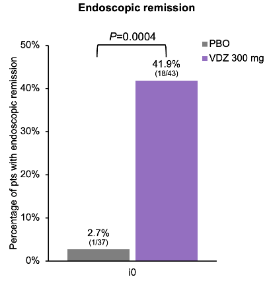 Endoscopic remission
P=0.0004
PBO
VDZ 300 mg
Percentage of pts with endoscopic remission
50%
40%
30%
20%
10%
0%
41.9%
(18/43)
2.7%
(1/37)
i0